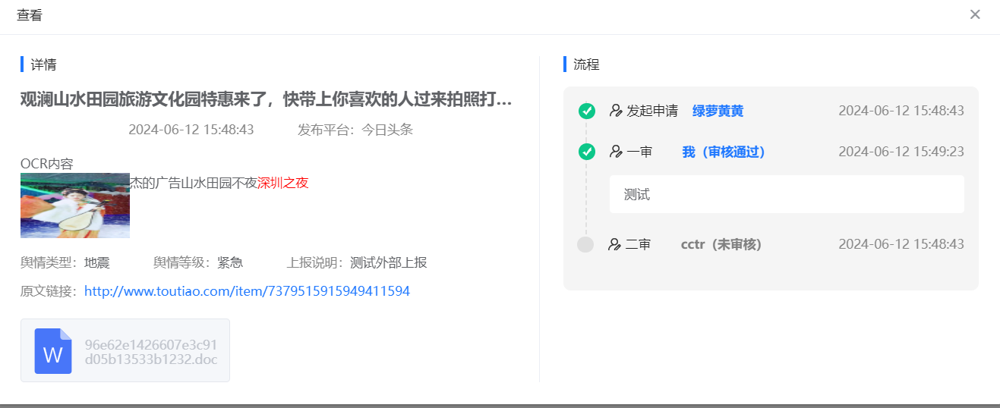 查看
详情
观澜山水田园旅游文化园特惠来了，快带上你喜欢的人过来拍照打...
2024-06-12 15:48:43 发布平台：今日头条
OCR内容
杰的广告山水田园不夜深圳之夜
舆情类型：地震 舆情等级：紧急 上报说明：测试外部上报
原文链接：http://www.toutiao.com/item/7379515915949411594
W
96e62e1426607e3c91
d05b13533b1232.doc
流程
发起申请 绿萝黄黄 2024-06-12 15:48:43
一审 我（审核通过） 2024-06-12 15:49:23
测试
二审 cctr（未审核） 2024-06-12 15:48:43